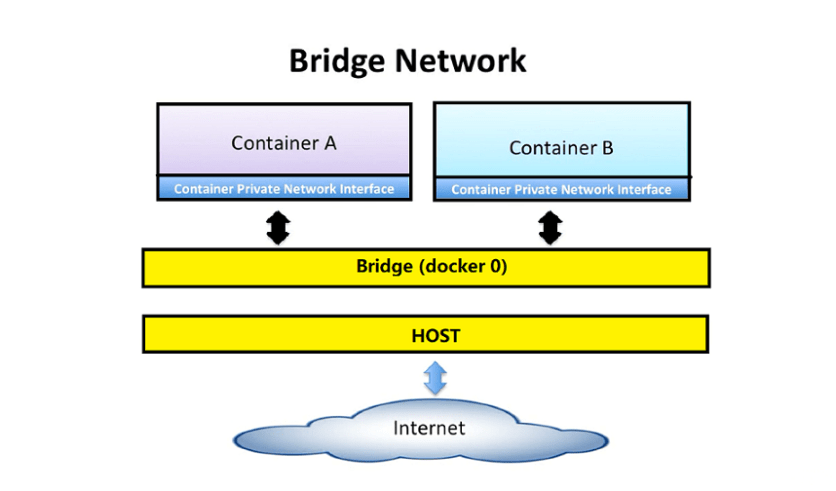 Bridge Network
Container A
Container B
Container Private Network Interface
Container Private Network Interface
Bridge (docker 0)
HOST
Internet